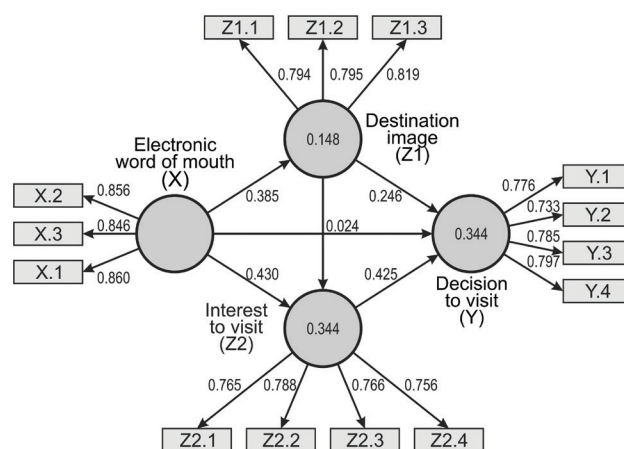 Z1.1
Z1.2
Z1.3
0.794
0.795
0.819
Electronic
word of mouth
(X)
0.148
Destination
image
(Z1)
X.2
X.3
X.1
0.856
0.846
0.860
0.385
0.246
0.024
0.430
0.425
0.344
Decision
to visit
(Y)
0.776
0.733
0.785
0.797
Y.1
Y.2
Y.3
Y.4
Interest
to visit
(Z2)
0.344
0.765
0.788
0.766
0.756
Z2.1
Z2.2
Z2.3
Z2.4